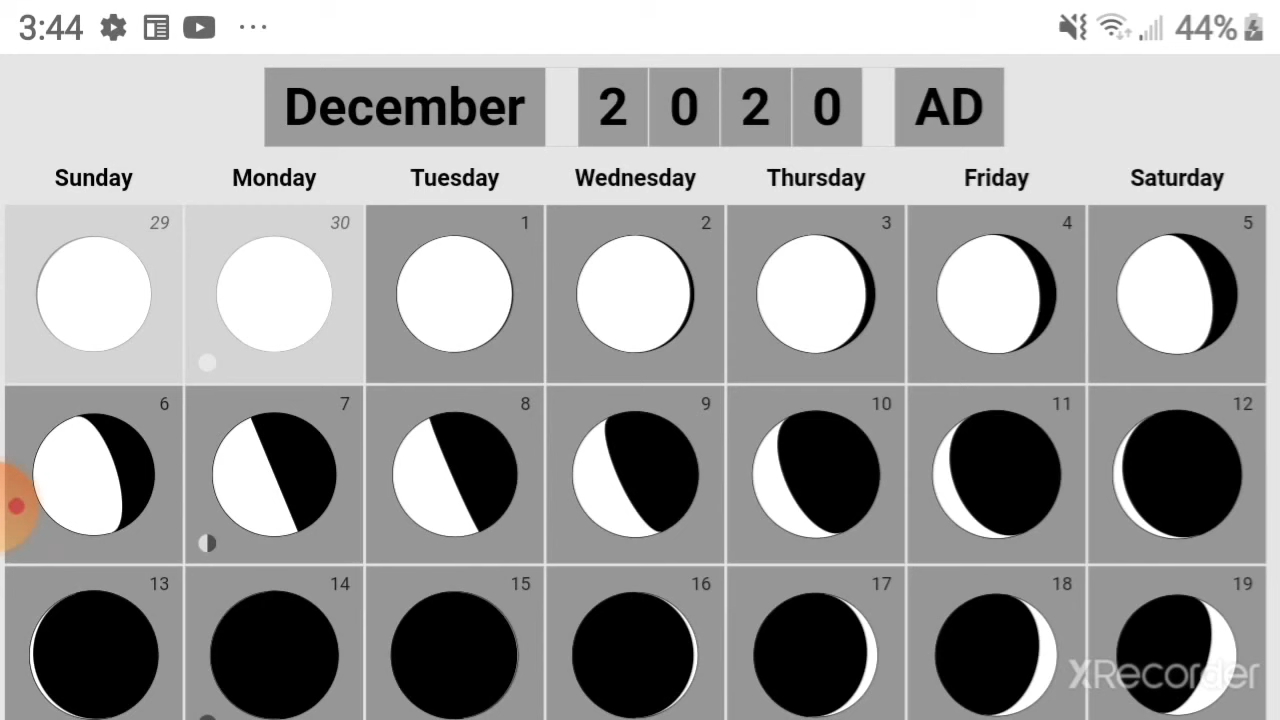 3:44 44%
December 2 0 2 0 AD
Sunday Monday Tuesday Wednesday Thursday Friday Saturday
29 30 1 2 3 4 5
6 7 8 9 10 11 12
13 14 15 16 17 18 19
XRecorder